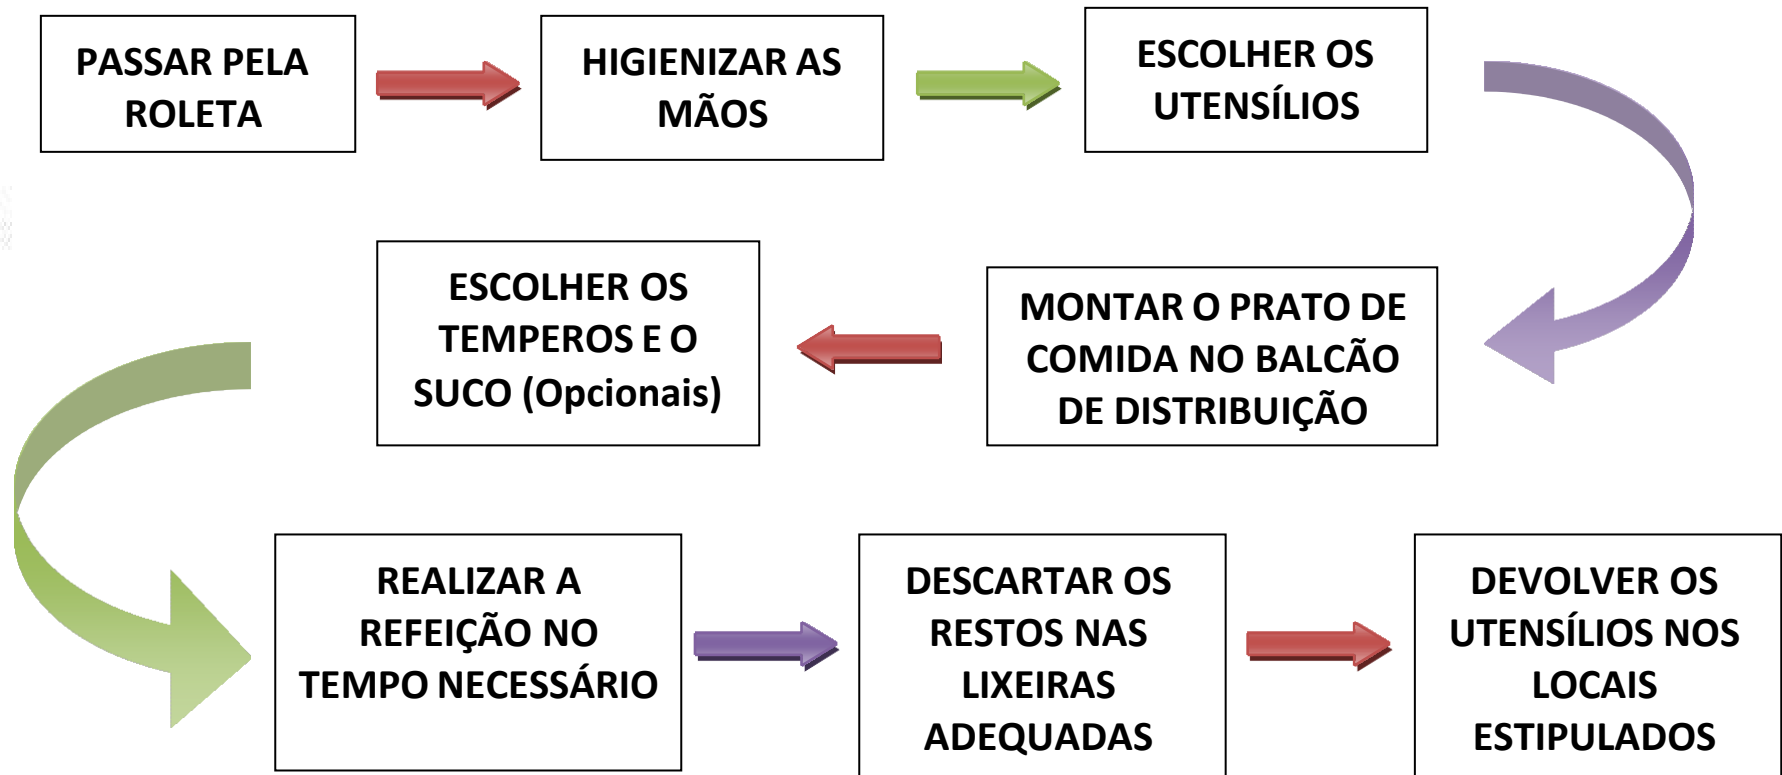 PASSAR PELA
ROLETA
HIGIENIZAR AS
MÃOS
ESCOLHER OS
UTENSÍLIOS
MONTAR O PRATO DE
COMIDA NO BALCÃO
DE DISTRIBUIÇÃO
ESCOLHER OS
TEMPEROS E O
SUCO (Opcionais)
REALIZAR A
REFEIÇÃO NO
TEMPO NECESSÁRIO
DESCARTAR OS
RESTOS NAS
LIXEIRAS
ADEQUADAS
DEVOLVER OS
UTENSÍLIOS NOS
LOCAIS
ESTIPULADOS